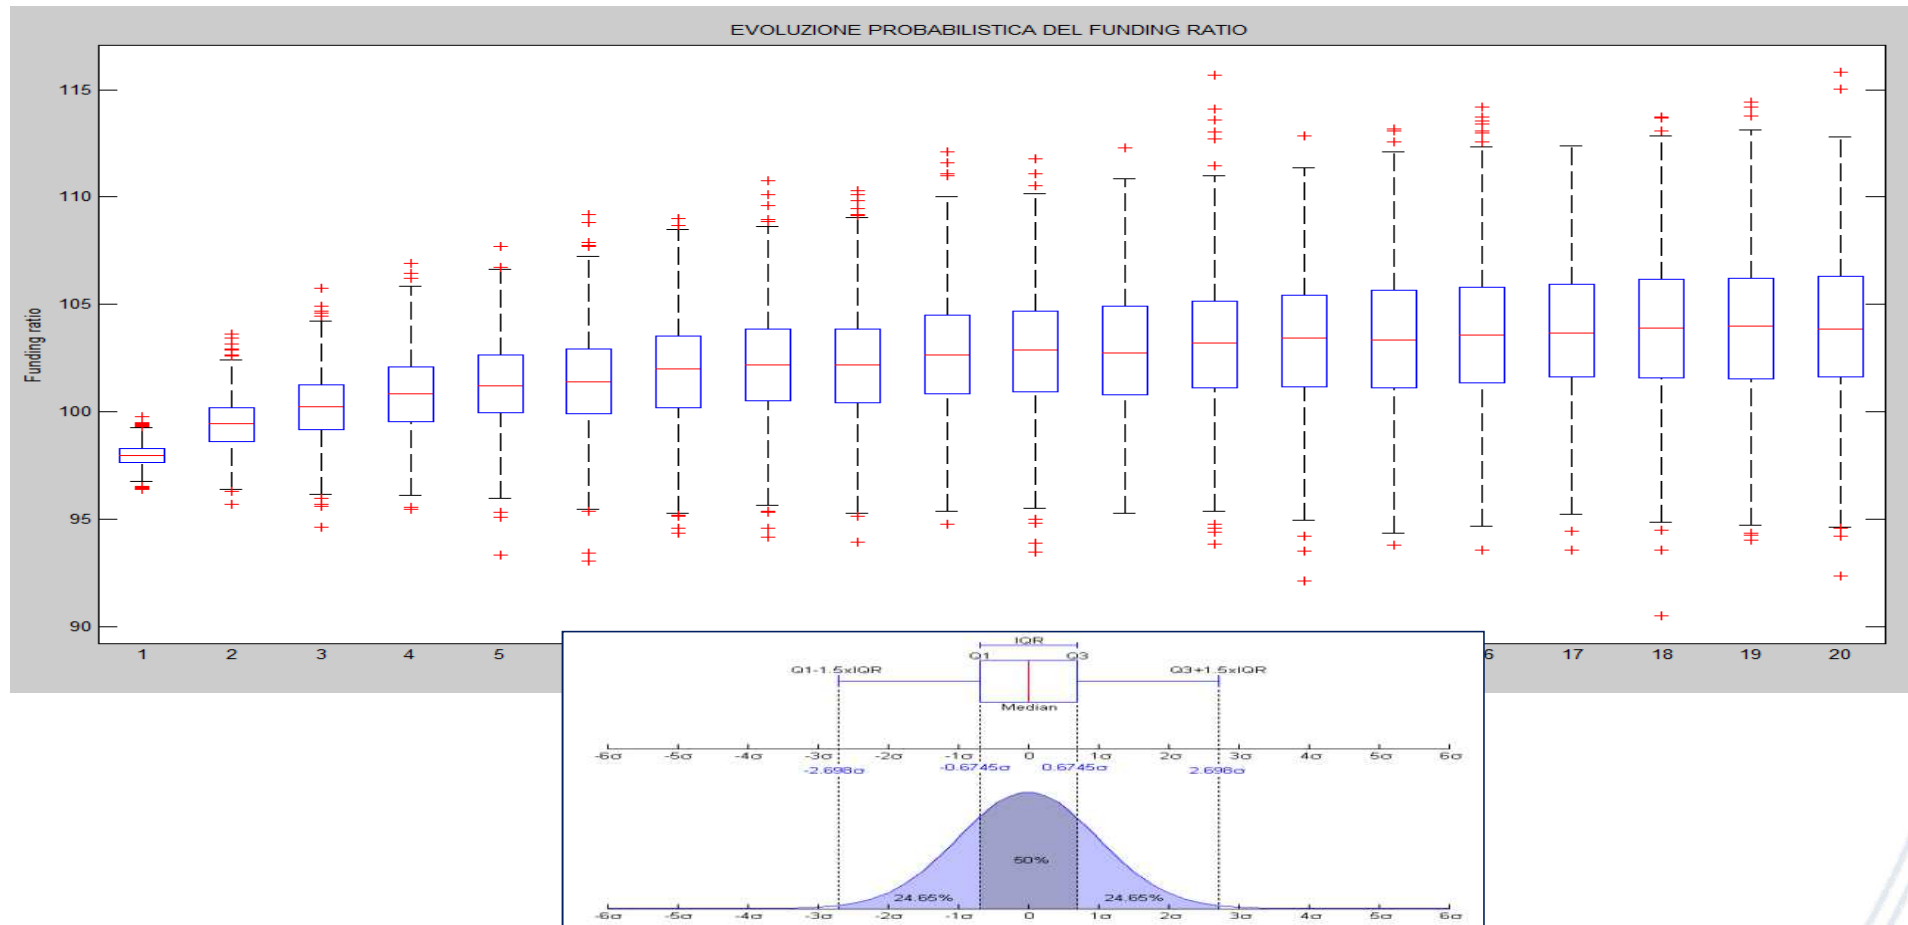 EVOLUZIONE PROBABILISTICA DEL FUNDING RATIO
115
110
105
100
95
90
Funding ratio
1 2 3 4 5 6 17 18 19 20
IQR
Q1 Q3
Q1-1.5xIQR Q3+1.5xIQR
Median
-6σ -5σ -4σ -3σ -2σ -1σ 0 1σ 2σ 3σ 4σ 5σ 6σ
-2.698σ -0.6745σ 0.6745σ 2.698σ
50%
24.65% 24.65%
-6σ -5σ -4σ -3σ -2σ -1σ 0 1σ 2σ 3σ 4σ 5σ 6σ